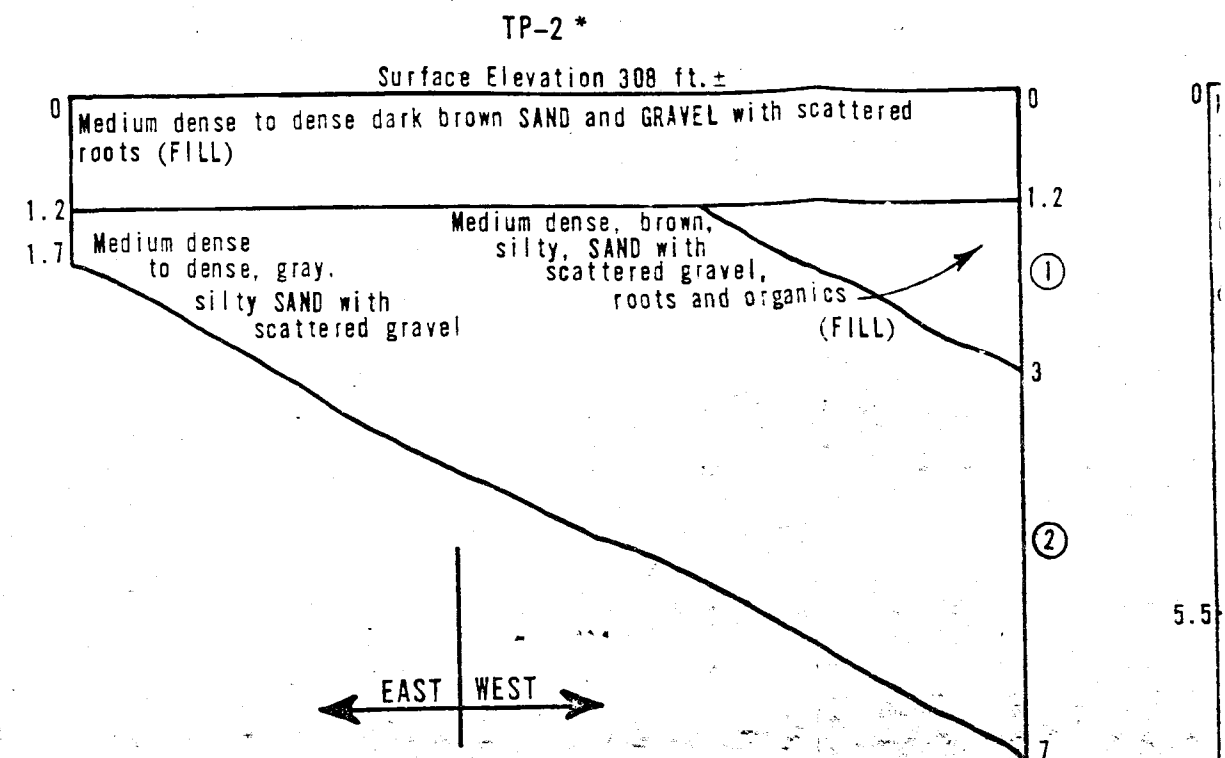 TP-2 *
Surface Elevation 308 ft.±
0
0
0
Medium dense to dense dark brown SAND and GRAVEL with scattered
roots (FILL)
1.2
1.2
1.7
Medium dense
to dense, gray,
silty SAND with
scattered gravel
Medium dense, brown,
silty, SAND with
scattered gravel,
roots and organics
(FILL)
1
3
2
5.5
EAST
WEST
7